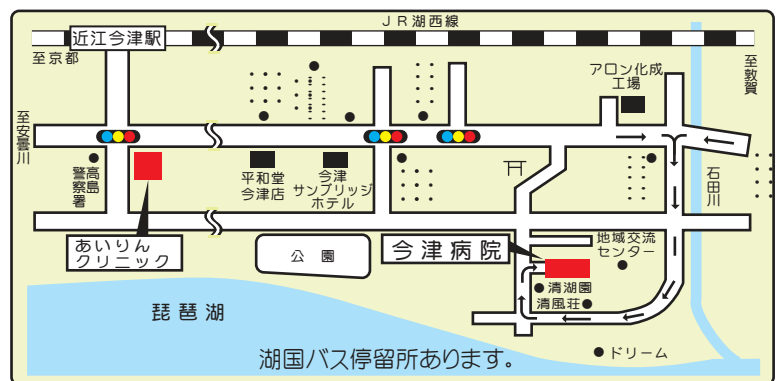 JR湖西線
近江今津駅
至京都
至敦賀
アロン化成
工場
至安曇川
高島
警察署
平和堂
今津店
今津
サンブリッジ
ホテル
石田川
あいりん
クリニック
公園
今津病院
地域交流
センター
清湖園
清風荘
琵琶湖
湖国バス停留所あります。
ドリーム